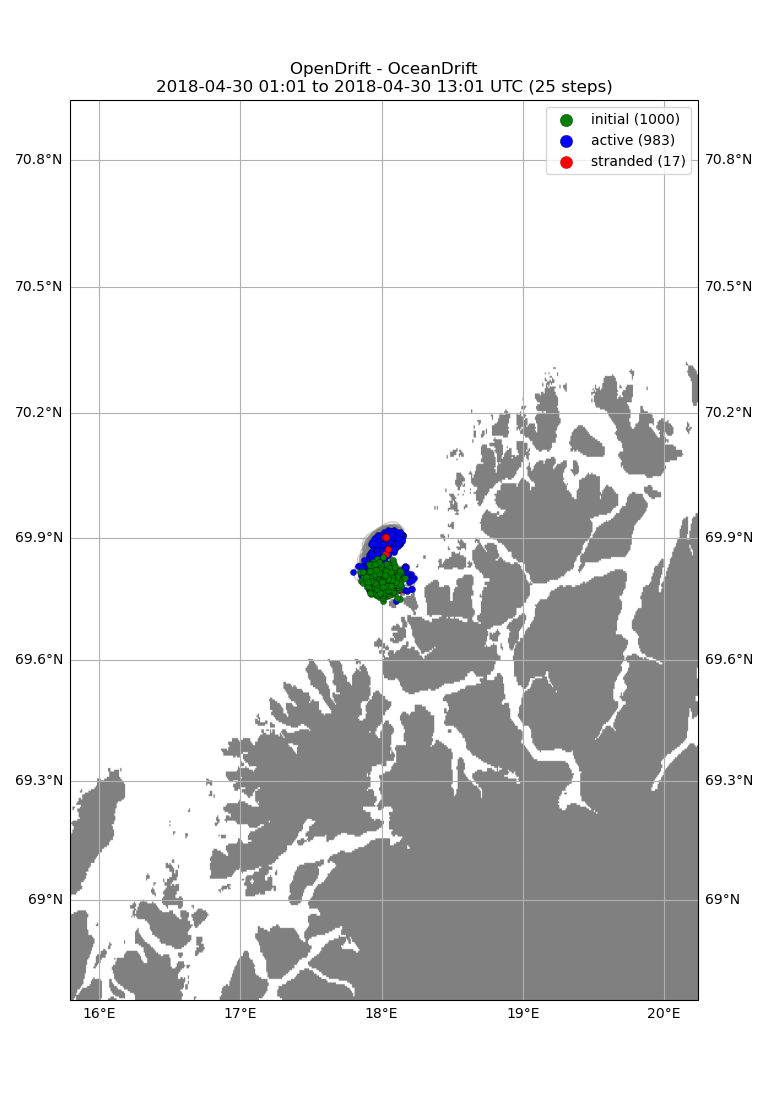 OpenDrift - OceanDrift
2018-04-30 01:01 to 2018-04-30 13:01 UTC (25 steps)
initial (1000)
active (983)
stranded (17)
70.8°N
70.8°N
70.5°N
70.5°N
70.2°N
70.2°N
69.9°N
69.9°N
69.6°N
69.6°N
69.3°N
69.3°N
69°N
69°N
16°E
17°E
18°E
19°E
20°E